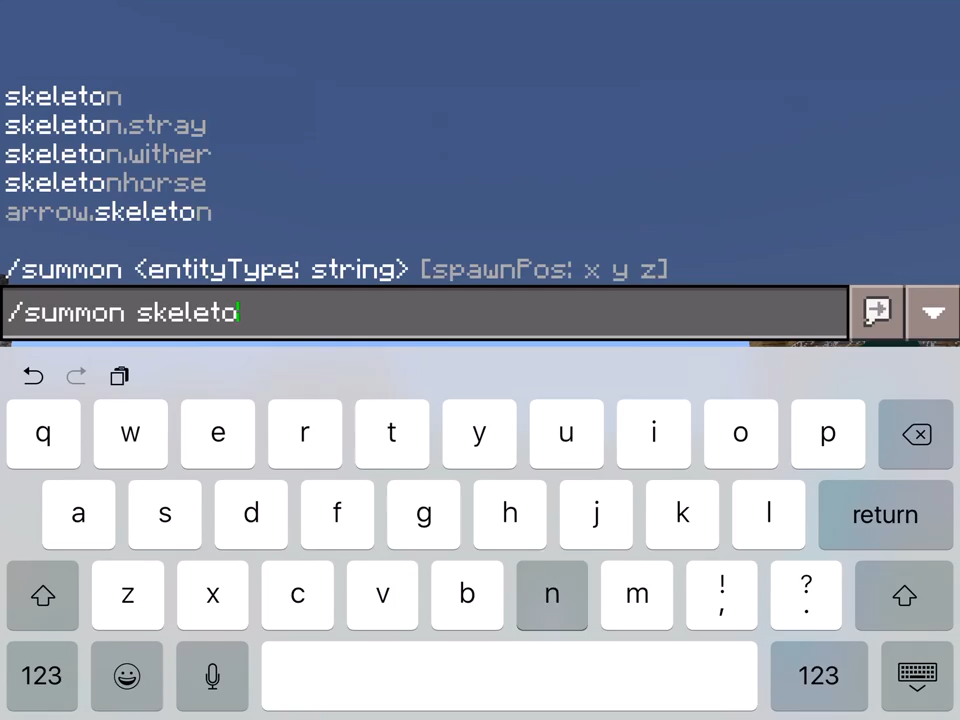 skeleton
skeleton.stray
skeleton.wither
skeletonhorse
arrow.skeleton
/summon <entityType: string> [spawnPos: x y z]
/summon skeleto
q w e r t y u i o p
a s d f g h j k l return
z x c v b n m ! , ? .
123 123